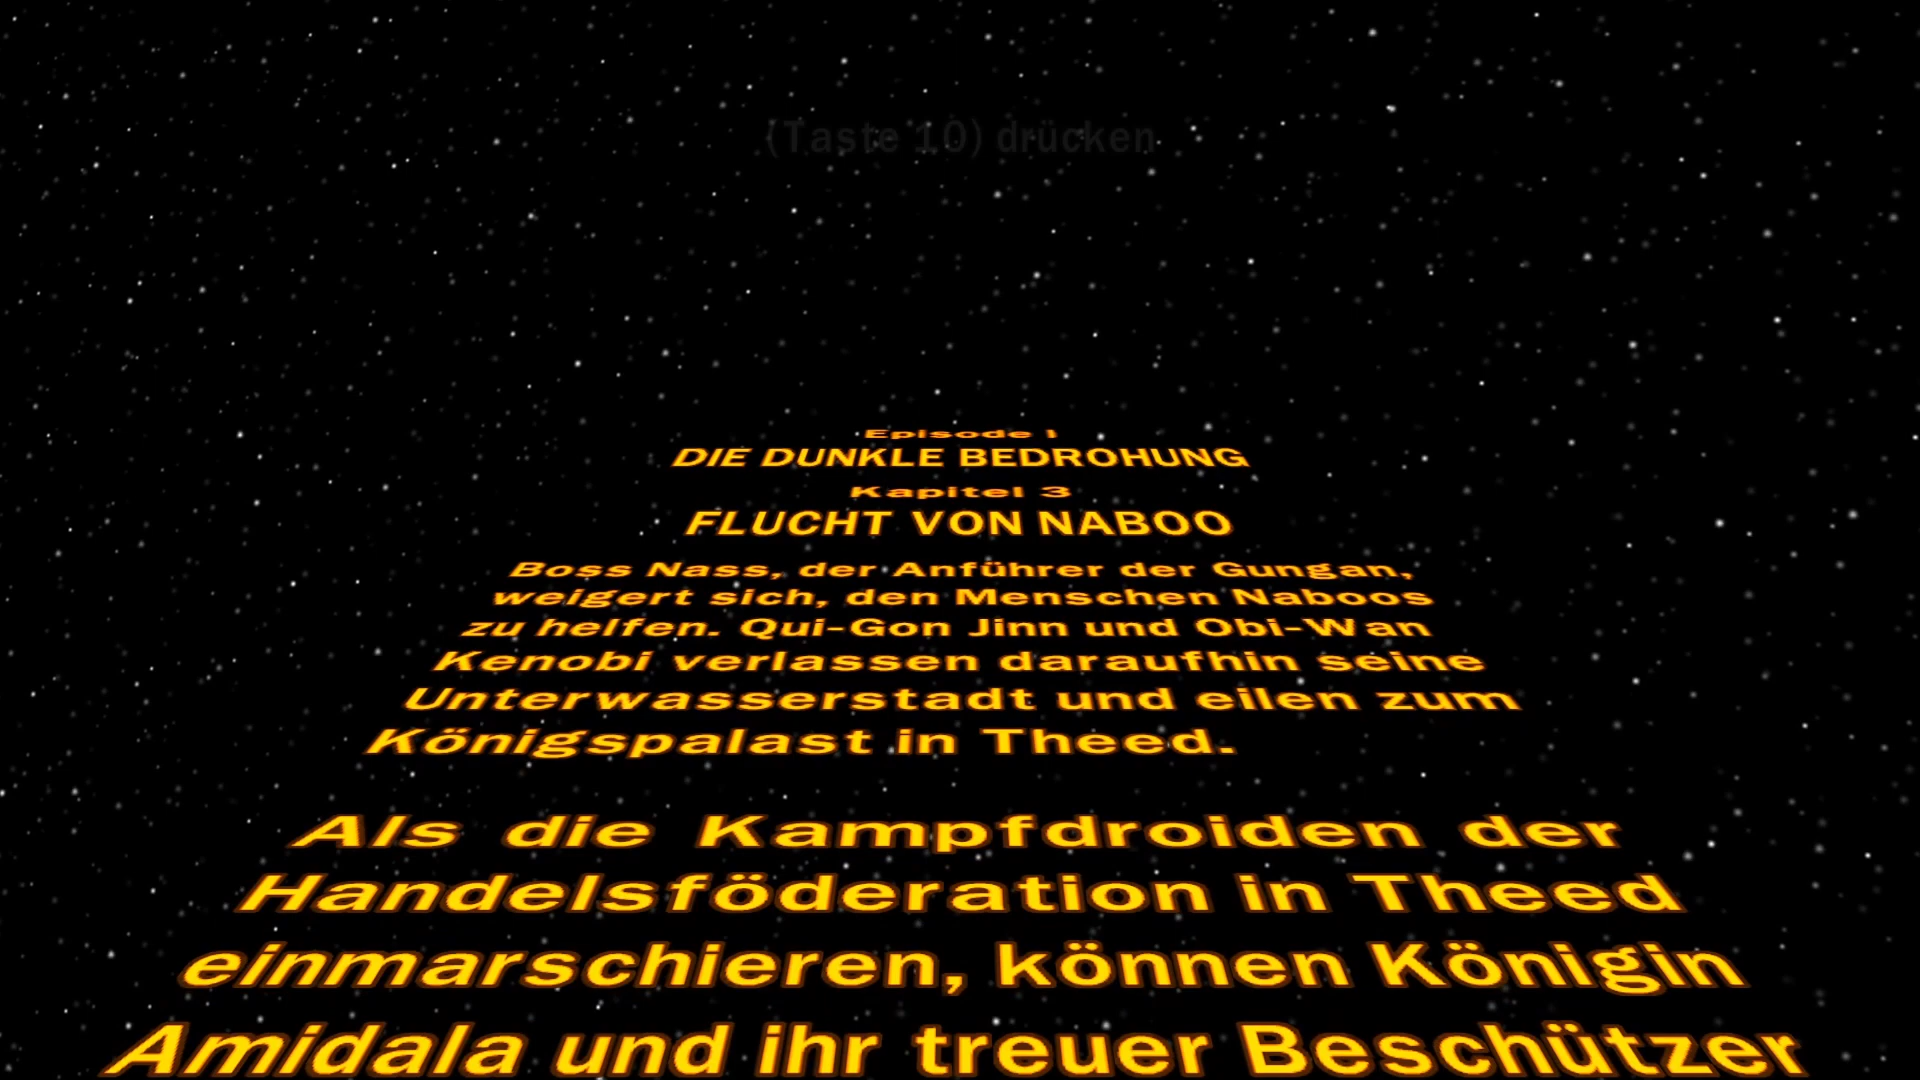 (Taste 10) drücken
Episode I
DIE DUNKLE BEDROHUNG
Kapitel 3
FLUCHT VON NABOO
Boss Nass, der Anführer der Gungan,
weigert sich, den Menschen Naboos
zu helfen. Qui-Gon Jinn und Obi-Wan
Kenobi verlassen daraufhin seine
Unterwasserstadt und eilen zum
Königspalast in Theed.
Als die Kampfdroiden der
Handelsföderation in Theed
einmarschieren, können Königin
Amidala und ihr treuer Beschützer